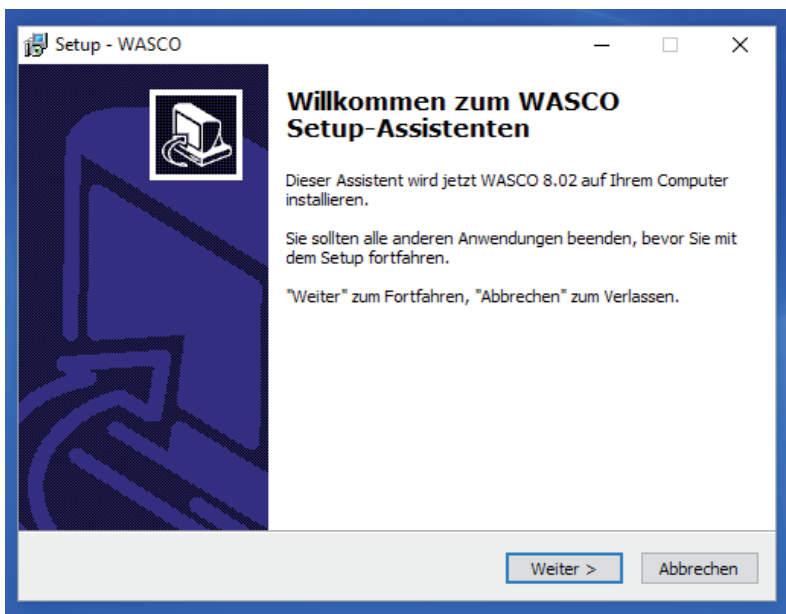 Setup - WASCO
Willkommen zum WASCO
Setup-Assistenten
Dieser Assistent wird jetzt WASCO 8.02 auf Ihrem Computer
installieren.
Sie sollten alle anderen Anwendungen beenden, bevor Sie mit
dem Setup fortfahren.
"Weiter" zum Fortfahren, "Abbrechen" zum Verlassen.
Weiter >
Abbrechen